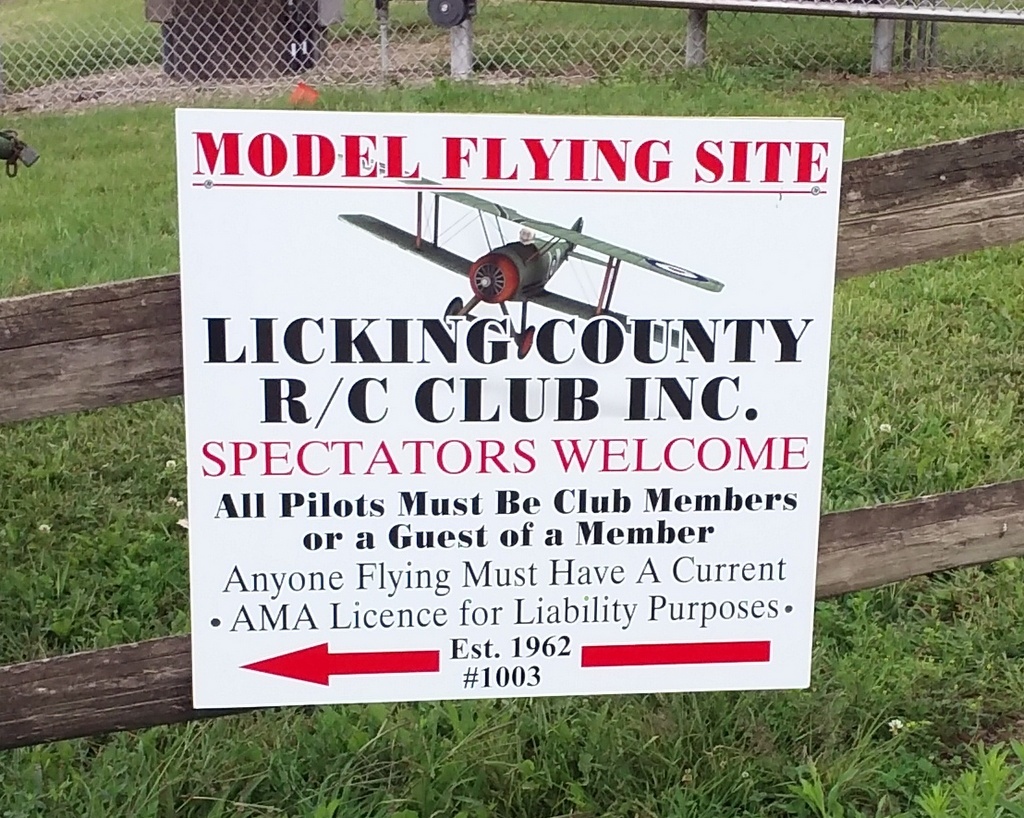 MODEL FLYING SITE
LICKING COUNTY
R/C CLUB INC.
SPECTATORS WELCOME
All Pilots Must Be Club Members
or a Guest of a Member
Anyone Flying Must Have A Current
• AMA Licence for Liability Purposes •
Est. 1962
#1003